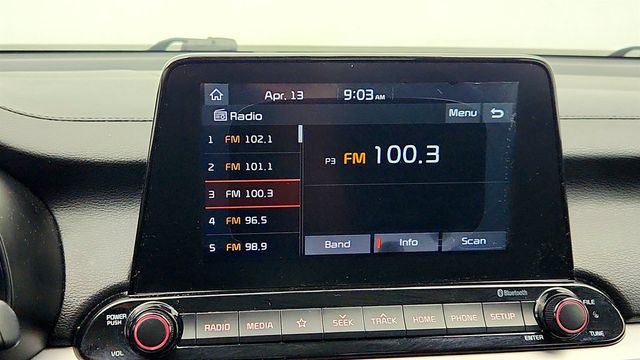 Apr. 13 9:03 AM
Radio Menu
1 FM 102.1
2 FM 101.1
3 FM 100.3
4 FM 96.5
5 FM 98.9
P3 FM 100.3
Band Info Scan
Bluetooth
POWER PUSH
VOL
RADIO MEDIA SEEK TRACK HOME PHONE SETUP
FILE
ENTER TUNE